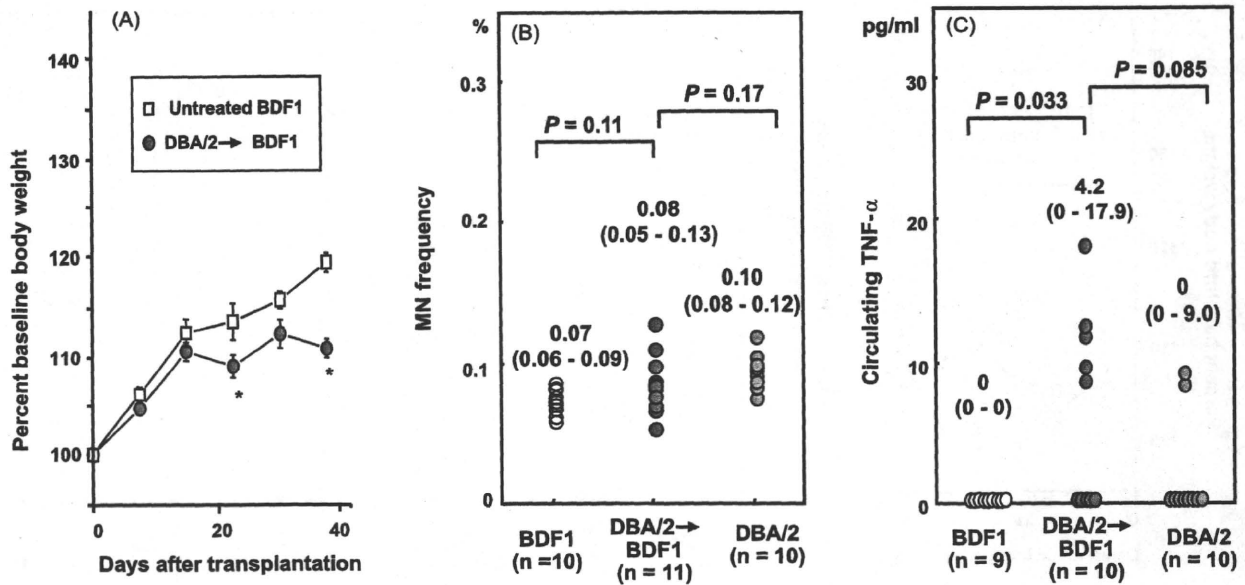 (A)
140
130
120
110
100
Percent baseline body weight
Untreated BDF1
DBA/2→ BDF1
*
*
0
20
40
Days after transplantation
%
(B)
0.3
0.2
0.1
0
MN frequency
P = 0.11
P = 0.17
0.07
(0.06 - 0.09)
0.08
(0.05 - 0.13)
0.10
(0.08 - 0.12)
BDF1
(n =10)
DBA/2→
BDF1
(n = 11)
DBA/2
(n = 10)
pg/ml
(C)
30
20
10
0
Circulating TNF-α
P = 0.033
P = 0.085
0
(0 - 0)
4.2
(0 - 17.9)
0
(0 - 9.0)
BDF1
(n = 9)
DBA/2→
BDF1
(n = 10)
DBA/2
(n = 10)